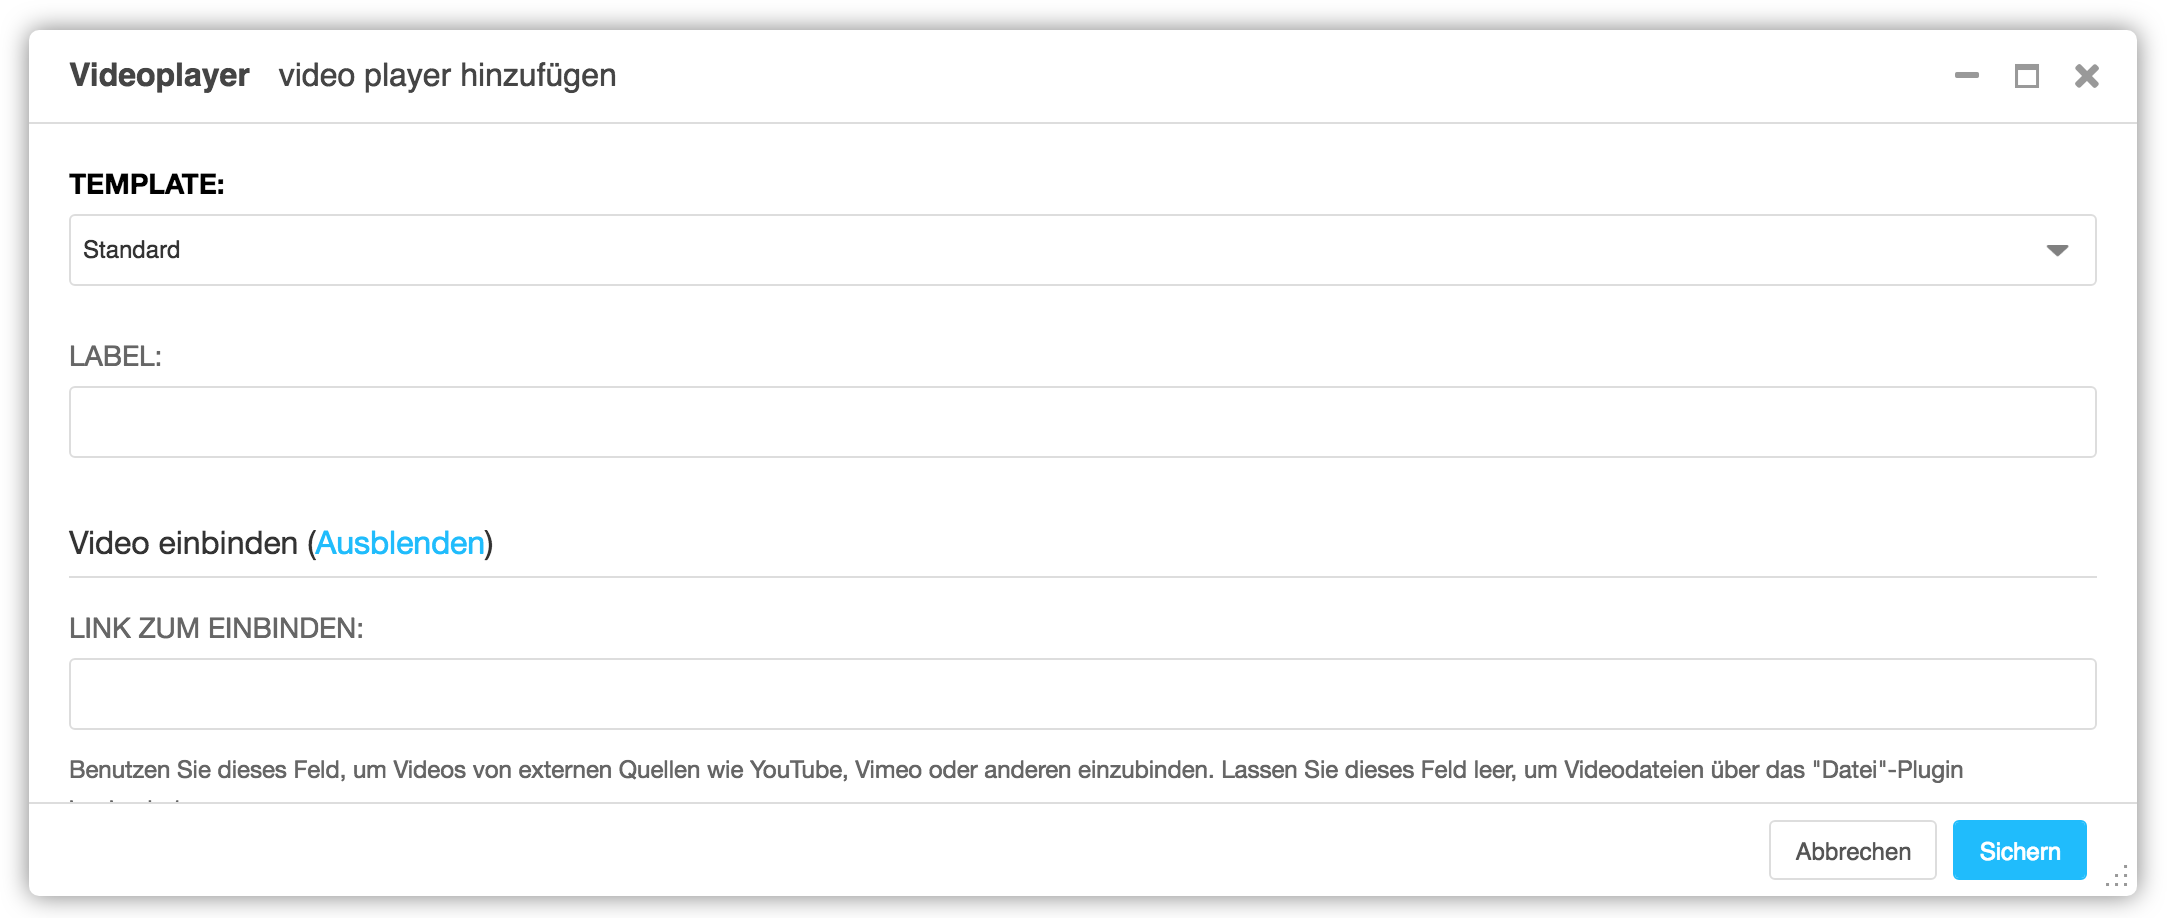 Videoplayer video player hinzufügen
TEMPLATE:
Standard
LABEL:
Video einbinden (Ausblenden)
LINK ZUM EINBINDEN:
Benutzen Sie dieses Feld, um Videos von externen Quellen wie YouTube, Vimeo oder anderen einzubinden. Lassen Sie dieses Feld leer, um Videodateien über das "Datei"-Plugin
Abbrechen
Sichern